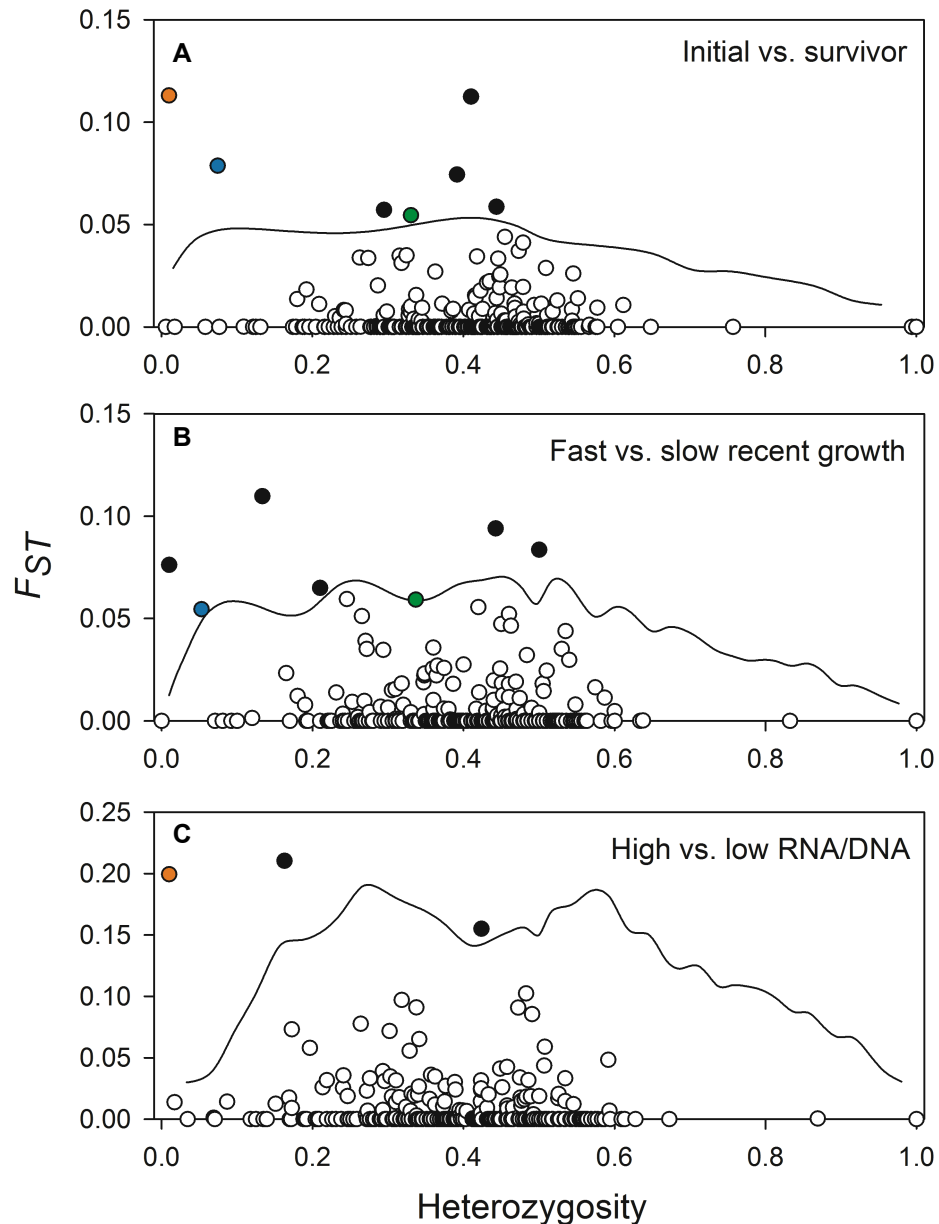 0.15
A
Initial vs. survivor
0.10
0.05
0.00
0.0 0.2 0.4 0.6 0.8 1.0
0.15
B
Fast vs. slow recent growth
0.10
0.05
0.00
0.0 0.2 0.4 0.6 0.8 1.0
FST
0.25
C
High vs. low RNA/DNA
0.20
0.15
0.10
0.05
0.00
0.0 0.2 0.4 0.6 0.8 1.0
Heterozygosity